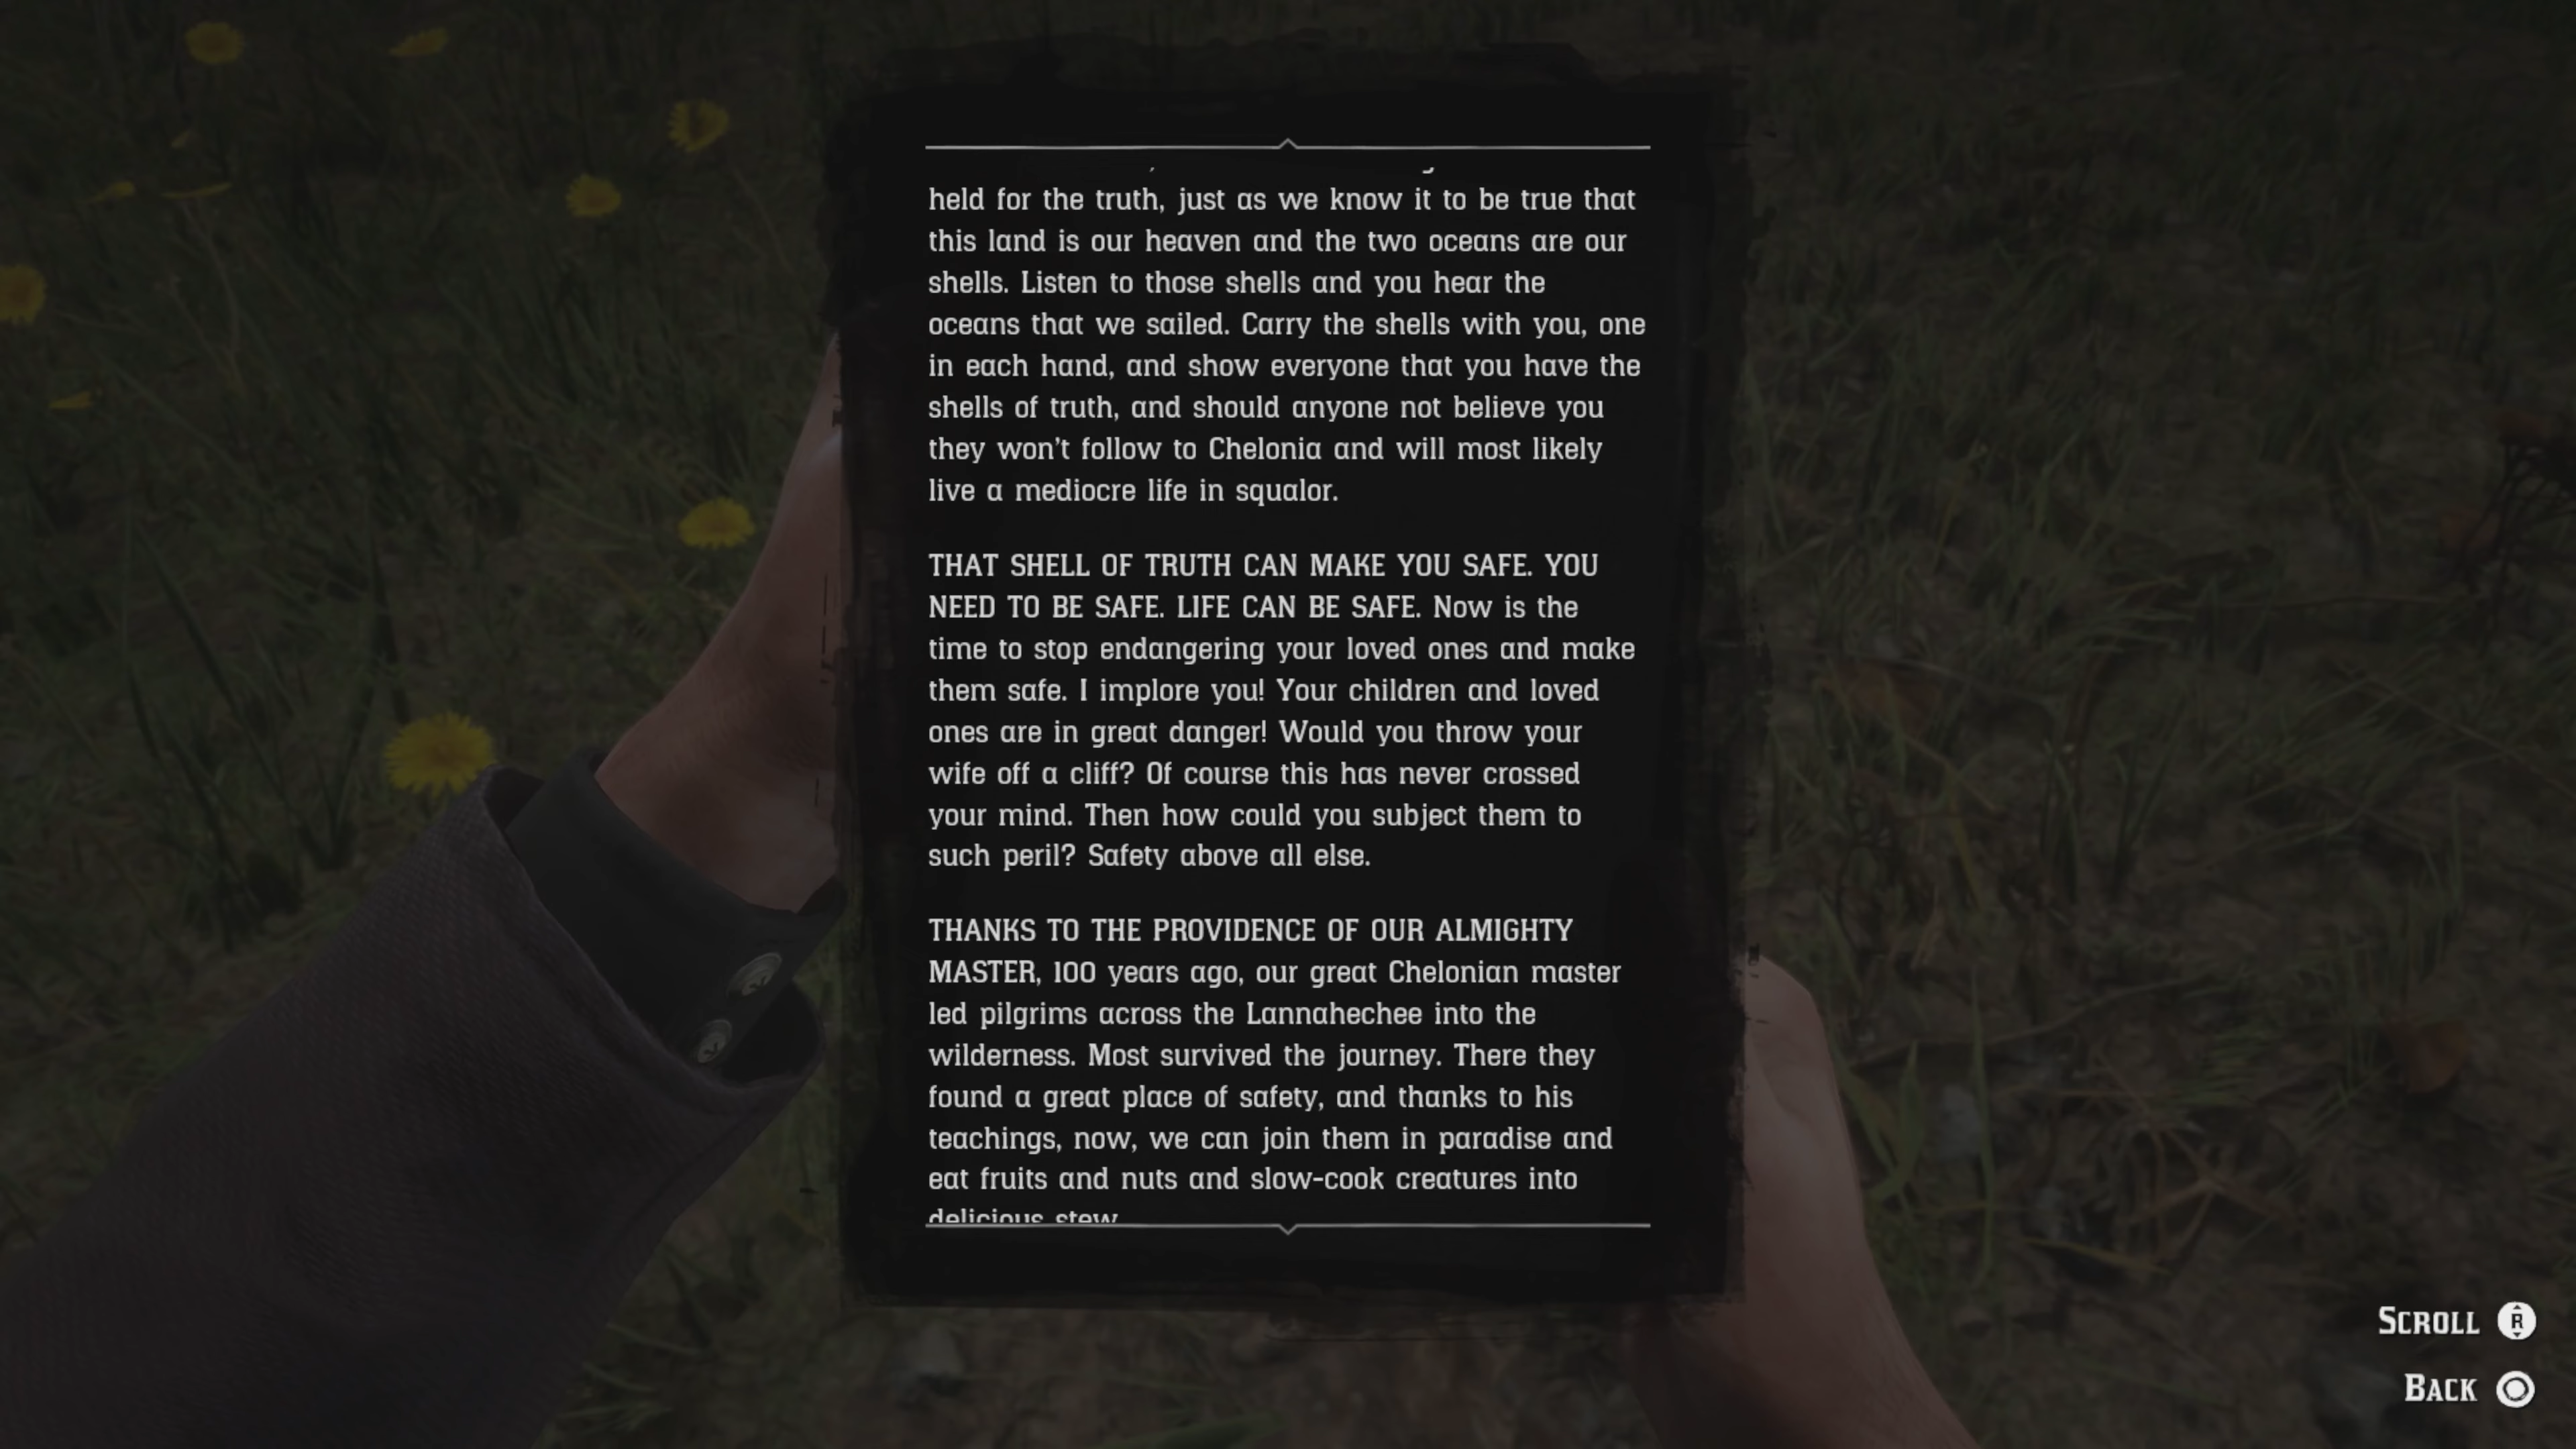 held for the truth, just as we know it to be true that
this land is our heaven and the two oceans are our
shells. Listen to those shells and you hear the
oceans that we sailed. Carry the shells with you, one
in each hand, and show everyone that you have the
shells of truth, and should anyone not believe you
they won't follow to Chelonia and will most likely
live a mediocre life in squalor.
THAT SHELL OF TRUTH CAN MAKE YOU SAFE. YOU
NEED TO BE SAFE. LIFE CAN BE SAFE. Now is the
time to stop endangering your loved ones and make
them safe. I implore you! Your children and loved
ones are in great danger! Would you throw your
wife off a cliff? Of course this has never crossed
your mind. Then how could you subject them to
such peril? Safety above all else.
THANKS TO THE PROVIDENCE OF OUR ALMIGHTY
MASTER, 100 years ago, our great Chelonian master
led pilgrims across the Lannahechee into the
wilderness. Most survived the journey. There they
found a great place of safety, and thanks to his
teachings, now, we can join them in paradise and
eat fruits and nuts and slow-cook creatures into
delicious stew
SCROLL R
BACK